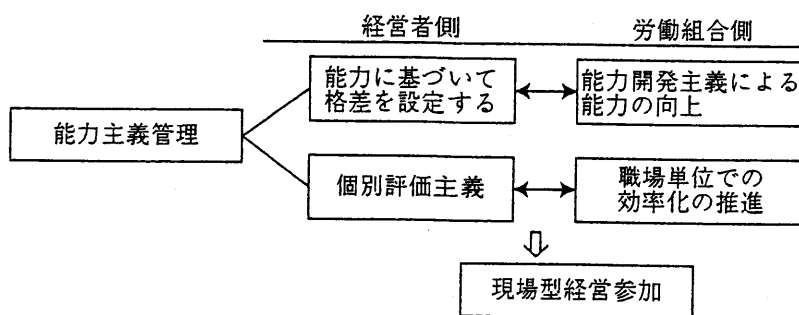 経営者側
労働組合側
能力に基づいて
格差を設定する
能力開発主義による
能力の向上
能力主義管理
個別評価主義
職場単位での
効率化の推進
現場型経営参加